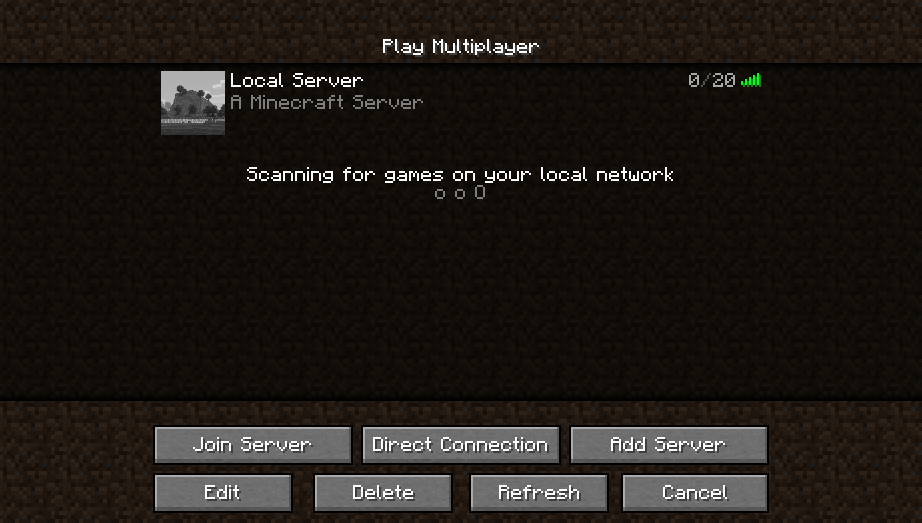 Play Multiplayer
Local Server 0/20
A Minecraft Server
Scanning for games on your local network
o o O
Join Server Direct Connection Add Server
Edit Delete Refresh Cancel